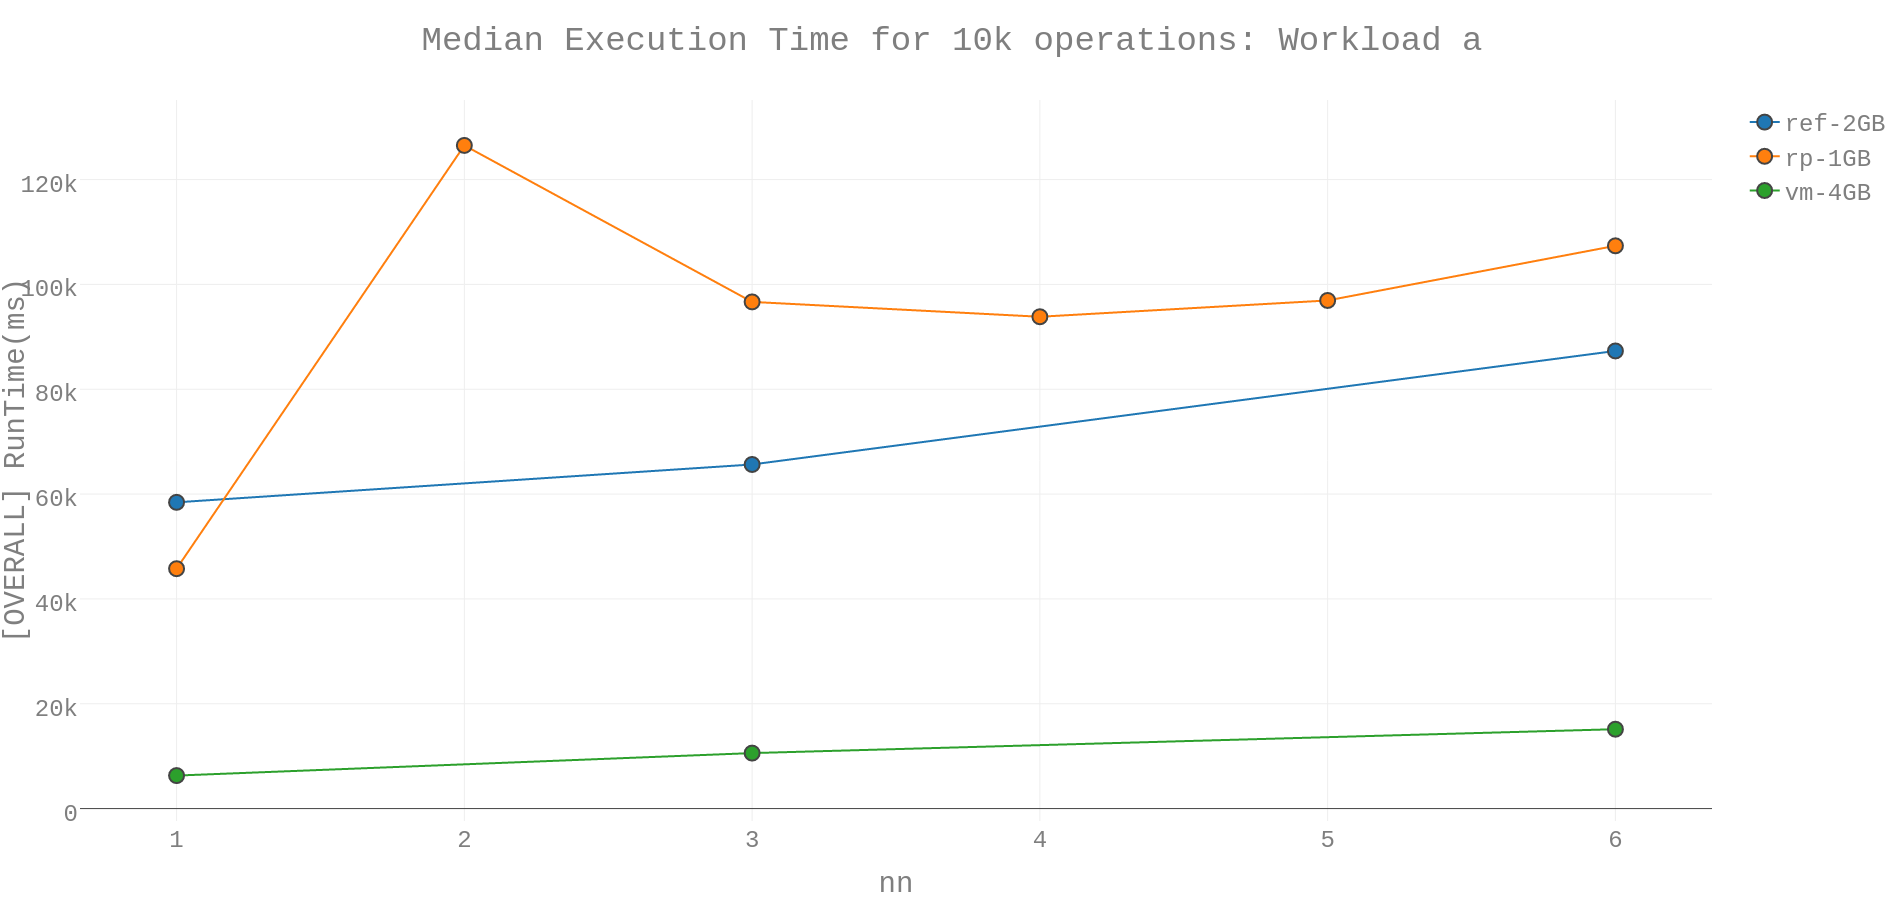 Median Execution Time for 10k operations: Workload a
ref-2GB
rp-1GB
vm-4GB
[OVERALL] RunTime(ms)
120k
100k
80k
60k
40k
20k
0
1 2 3 4 5 6
nn